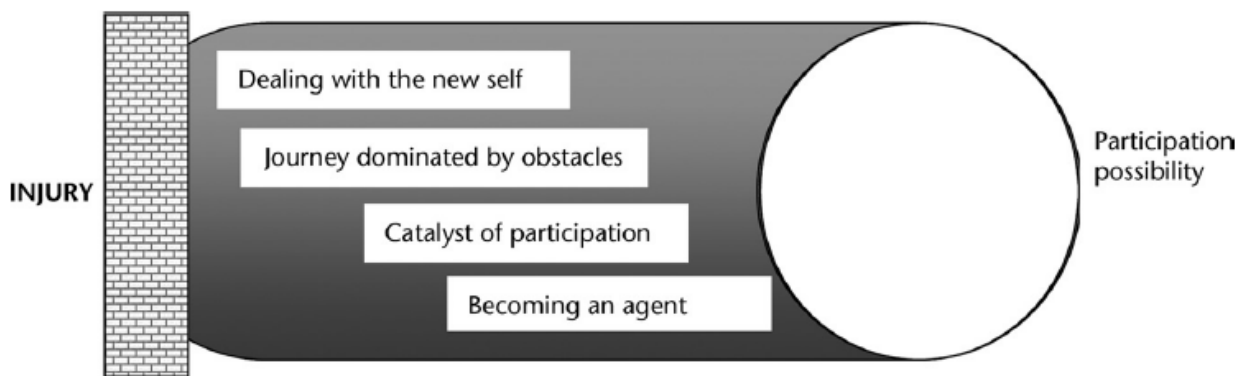 Dealing with the new self
Journey dominated by obstacles
INJURY
Catalyst of participation
Becoming an agent
Participation
possibility